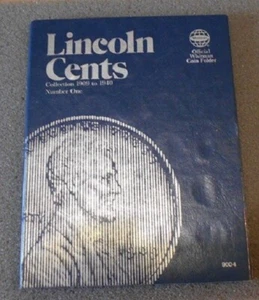 Lincoln
Cents
Collection 1909 to 1940
Number One
Official
Whitman
Coin Folder
9004